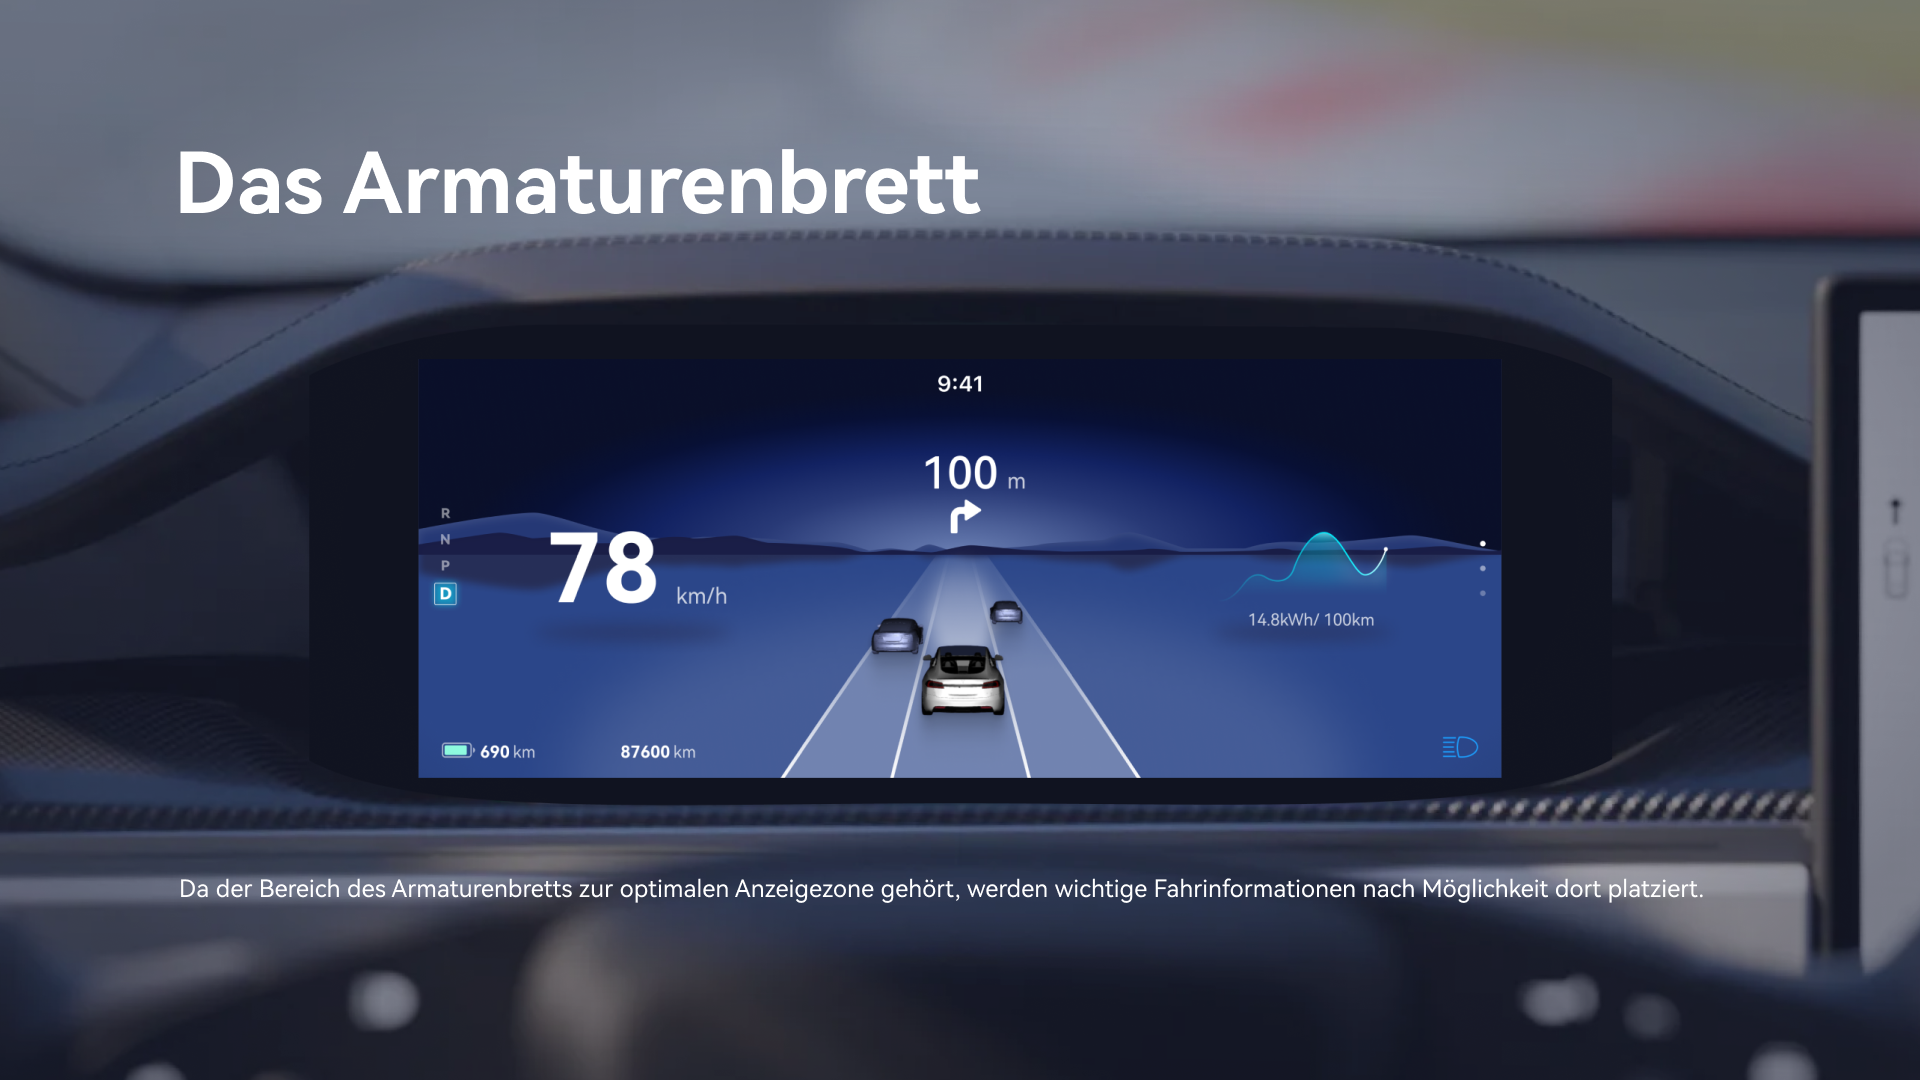 Das Armaturenbrett
9:41
100 m
R
N
P
D
78 km/h
14.8kWh/ 100km
690 km
87600 km
Da der Bereich des Armaturenbretts zur optimalen Anzeigezone gehört, werden wichtige Fahrinformationen nach Möglichkeit dort platziert.